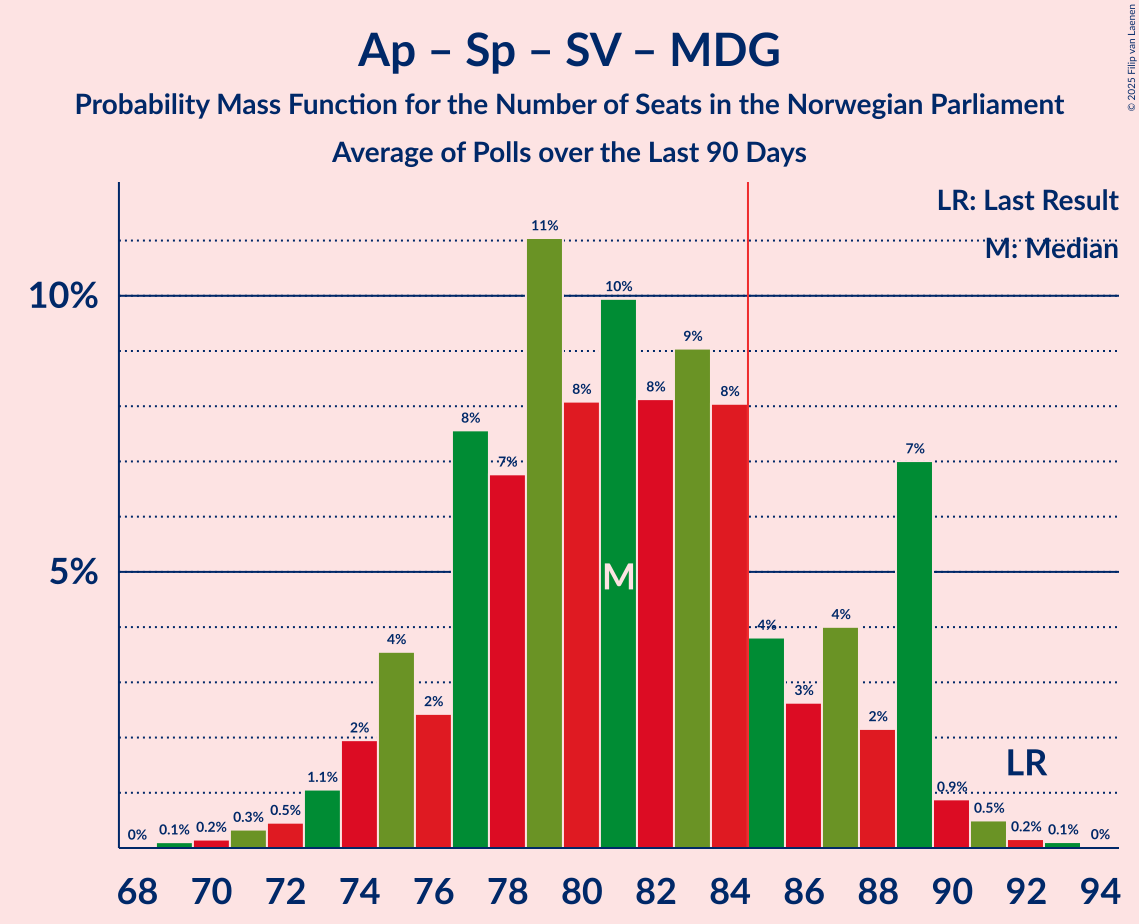 Ap – Sp – SV – MDG
Probability Mass Function for the Number of Seats in the Norwegian Parliament
Average of Polls over the Last 90 Days
© 2025 Filip van Laenen
LR: Last Result
M: Median
10%
5%
0% 0.1% 0.2% 0.3% 0.5% 1.1% 2% 4% 2% 8% 7% 11% 8% 10% 8% 9% 8% 4% 3% 4% 2% 7% 0.9% 0.5% 0.2% 0.1% 0%
M
LR
68 70 72 74 76 78 80 82 84 86 88 90 92 94